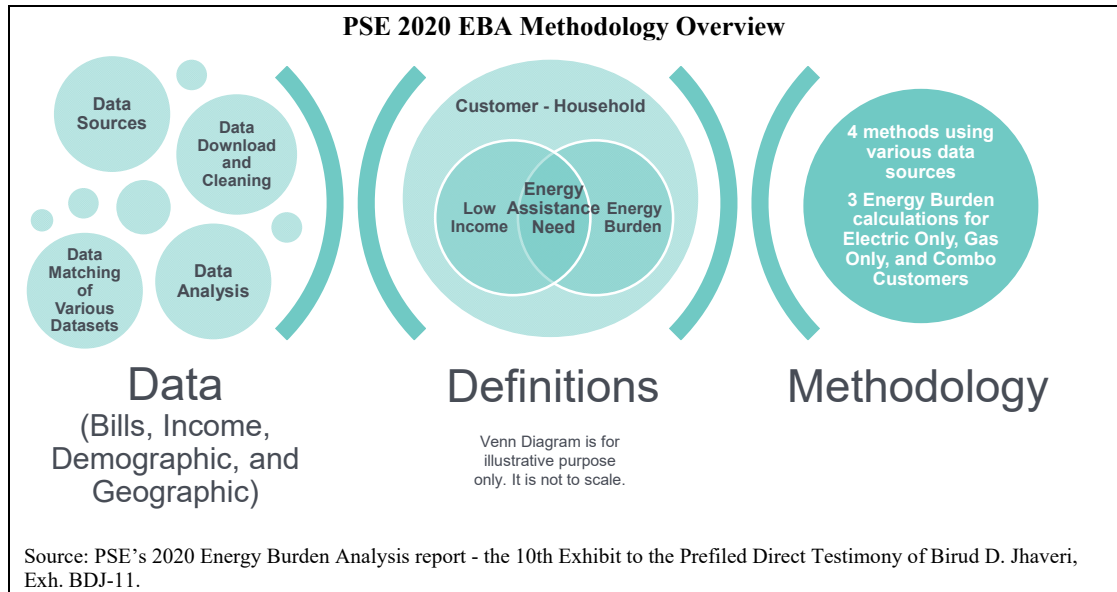 PSE 2020 EBA Methodology Overview
Data
Sources
Data
Download
and
Cleaning
Data
Matching
of
Various
Datasets
Data
Analysis
Data
(Bills, Income,
Demographic, and
Geographic)
Customer - Household
Low
Income
Energy
Assistance
Need
Energy
Burden
Definitions
Venn Diagram is for
illustrative purpose
only. It is not to scale.
4 methods using
various data
sources
3 Energy Burden
calculations for
Electric Only, Gas
Only, and Combo
Customers
Methodology
Source: PSE's 2020 Energy Burden Analysis report - the 10th Exhibit to the Prefiled Direct Testimony of Birud D. Jhaveri,
Exh. BDJ-11.